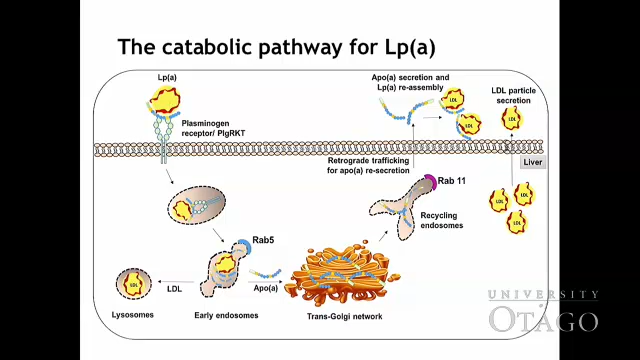 The catabolic pathway for Lp(a)
Lp(a)
Plasminogen
receptor/ PlgRKT
Apo(a) secretion and
Lp(a) re-assembly
LDL
LDL
LDL particle
secretion
LDL
Liver
Retrograde trafficking
for apo(a) re-secretion
Rab 11
Recycling
endosomes
LDL
LDL
LDL
Rab5
LDL
LDL
LDL
Apo(a)
Lysosomes
Early endosomes
Trans-Golgi network
UNIVERSITY
of
OTAGO